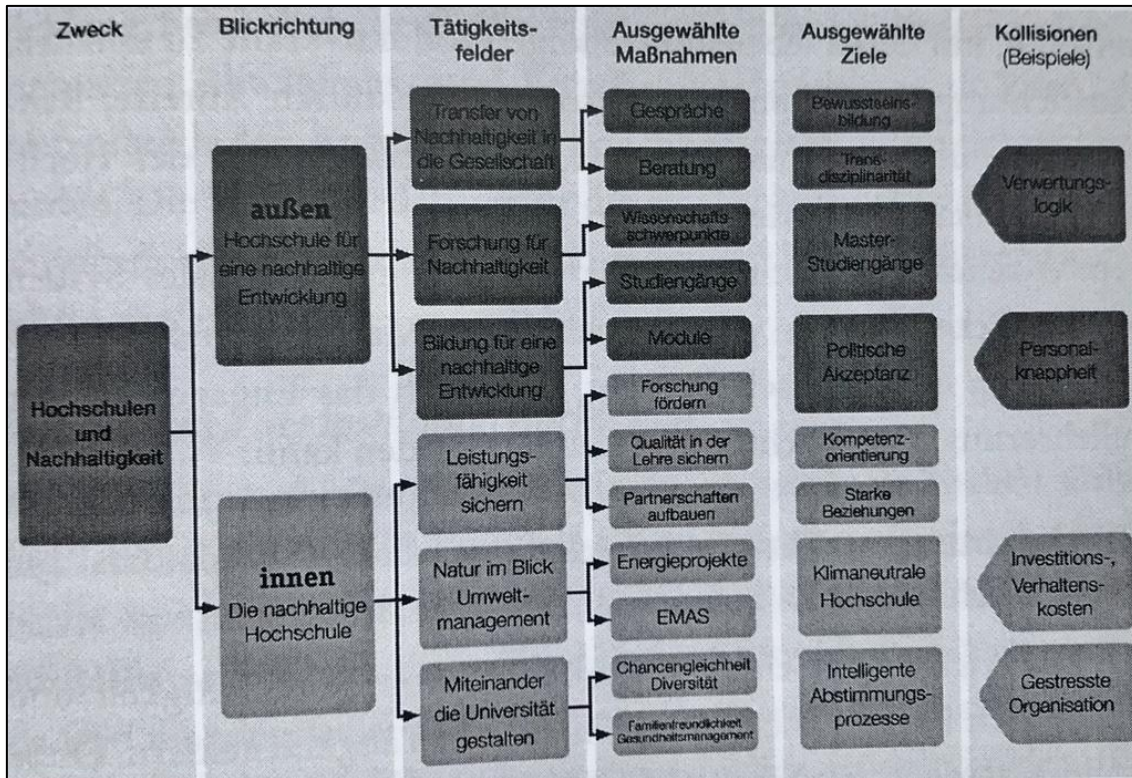 Zweck
Blickrichtung
Tätigkeits-
felder
Ausgewählte
Maßnahmen
Ausgewählte
Ziele
Kollisionen
(Beispiele)
Hochschulen
und
Nachhaltigkeit
außen
Hochschule für
eine nachhaltige
Entwicklung
innen
Die nachhaltige
Hochschule
Transfer von
Nachhaltigkeit in
die Gesellschaft
Forschung für
Nachhaltigkeit
Bildung für eine
nachhaltige
Entwicklung
Leistungs-
fähigkeit
sichern
Natur im Blick
Umwelt-
management
Miteinander
die Universität
gestalten
Gespräche
Beratung
Wissenschafts-
schwerpunkte
Studiengänge
Module
Forschung
fördern
Qualität in der
Lehre sichern
Partnerschaften
aufbauen
Energieprojekte
EMAS
Chancengleichheit
Diversität
Familienfreundlichkeit
Gesundheitsmanagement
Bewusstseins-
bildung
Trans-
disziplinarität
Master-
Studiengänge
Politische
Akzeptanz
Kompetenz-
orientierung
Starke
Beziehungen
Klimaneutrale
Hochschule
Intelligente
Abstimmungs-
prozesse
Verwertungs-
logik
Personal-
knappheit
Investitions-,
Verhaltens-
kosten
Gestresste
Organisation